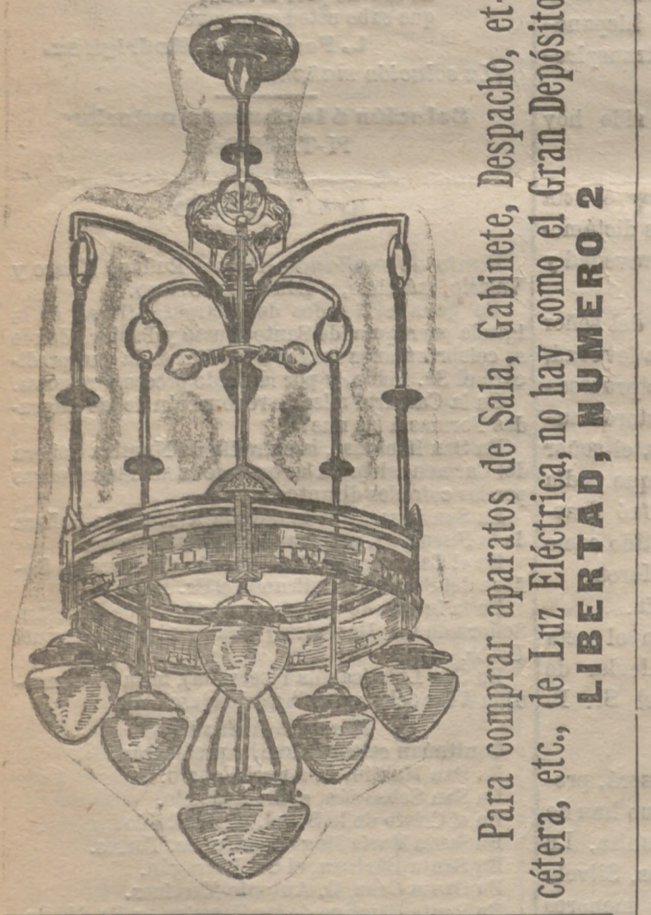 Para comprar aparatos de Sala, Gabinete, Despacho, et-
cétera, etc., de Luz Eléctrica, no hay como el Gran Depósito
LIBERTAD, NUMERO 2